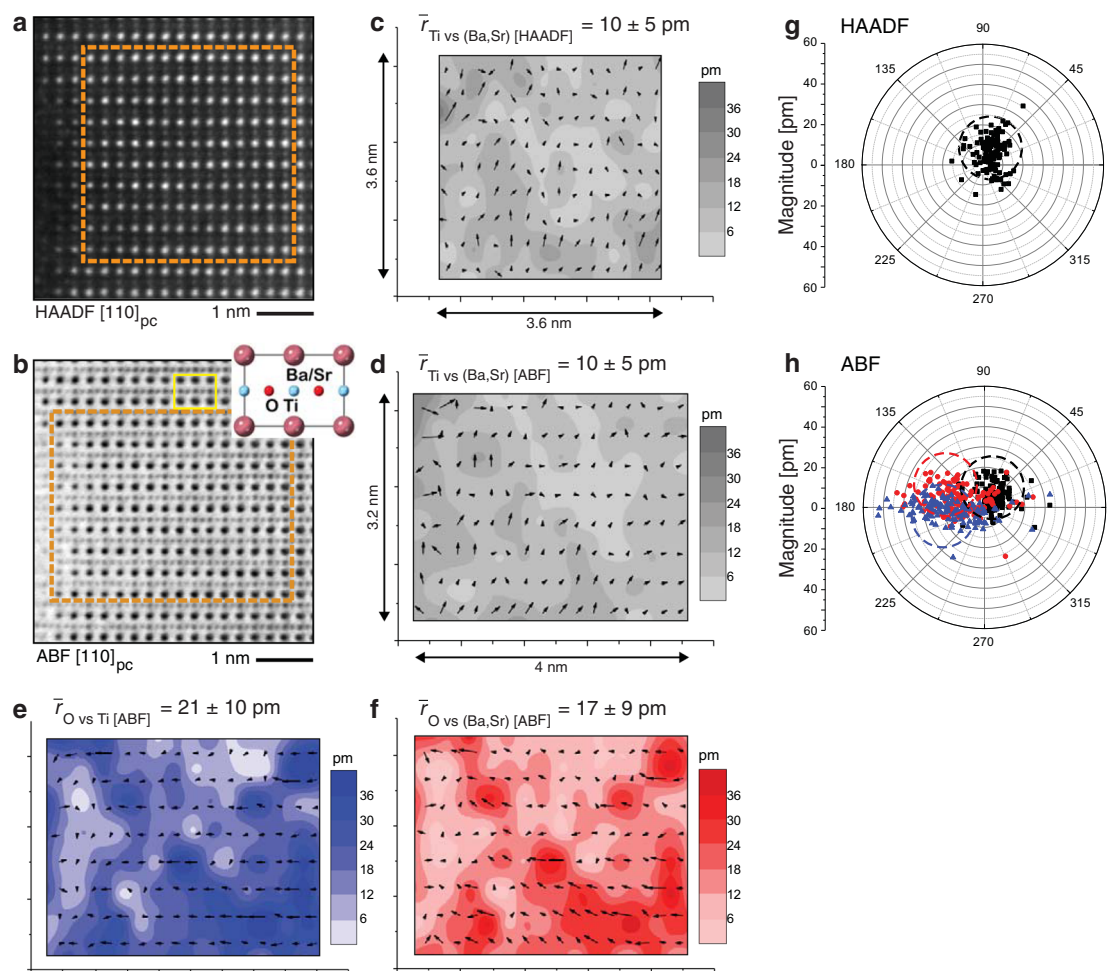 a
HAADF [110]pc
1 nm
b
Ba/Sr
O Ti
ABF [110]pc
1 nm
c
r̅ Ti vs (Ba,Sr) [HAADF] = 10 ± 5 pm
3.6 nm
3.6 nm
pm
36
30
24
18
12
6
d
r̅ Ti vs (Ba,Sr) [ABF] = 10 ± 5 pm
3.2 nm
4 nm
pm
36
30
24
18
12
6
e
r̅ O vs Ti [ABF] = 21 ± 10 pm
pm
36
30
24
18
12
6
f
r̅ O vs (Ba,Sr) [ABF] = 17 ± 9 pm
pm
36
30
24
18
12
6
g HAADF
Magnitude [pm]
60
40
20
0
20
40
60
90
45
135
180
225
270
315
h ABF
Magnitude [pm]
60
40
20
0
20
40
60
90
45
135
180
225
270
315